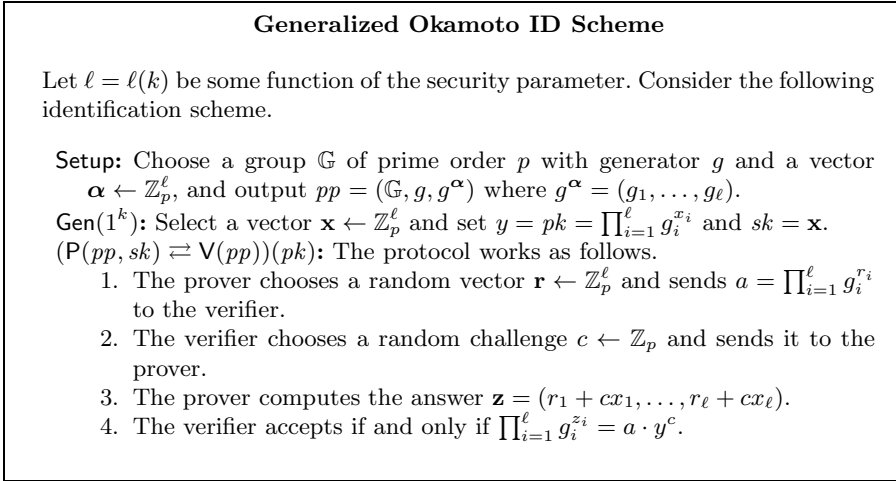 Generalized Okamoto ID Scheme
Let ℓ = ℓ(k) be some function of the security parameter. Consider the following
identification scheme.
Setup: Choose a group 𝔾 of prime order p with generator g and a vector
𝜶 ← ℤ_p^ℓ, and output pp = (𝔾, g, g^𝜶) where g^𝜶 = (g_1, . . . , g_ℓ).
Gen(1^k): Select a vector 𝐱 ← ℤ_p^ℓ and set y = pk = ∏_{i=1}^ℓ g_i^{x_i} and sk = 𝐱.
(P(pp, sk) ⇄ V(pp))(pk): The protocol works as follows.
1. The prover chooses a random vector 𝐫 ← ℤ_p^ℓ and sends a = ∏_{i=1}^ℓ g_i^{r_i}
to the verifier.
2. The verifier chooses a random challenge c ← ℤ_p and sends it to the
prover.
3. The prover computes the answer 𝐳 = (r_1 + cx_1, . . . , r_ℓ + cx_ℓ).
4. The verifier accepts if and only if ∏_{i=1}^ℓ g_i^{z_i} = a · y^c.